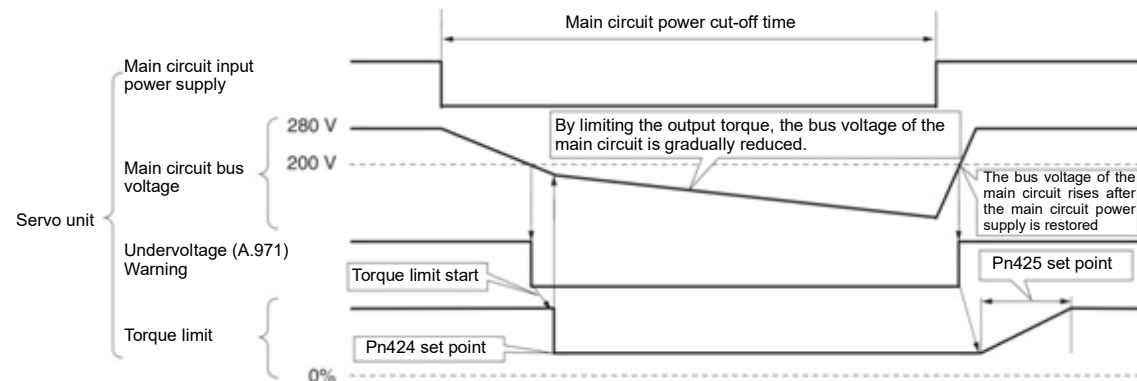 Main circuit power cut-off time
Main circuit input
power supply
280 V
By limiting the output torque, the bus voltage of the
main circuit is gradually reduced.
200 V
Main circuit bus
voltage
The bus voltage of the
main circuit rises after
the main circuit power
supply is restored
Servo unit
Undervoltage (A.971)
Warning
Torque limit start
Pn425 set point
Torque limit
Pn424 set point
0%